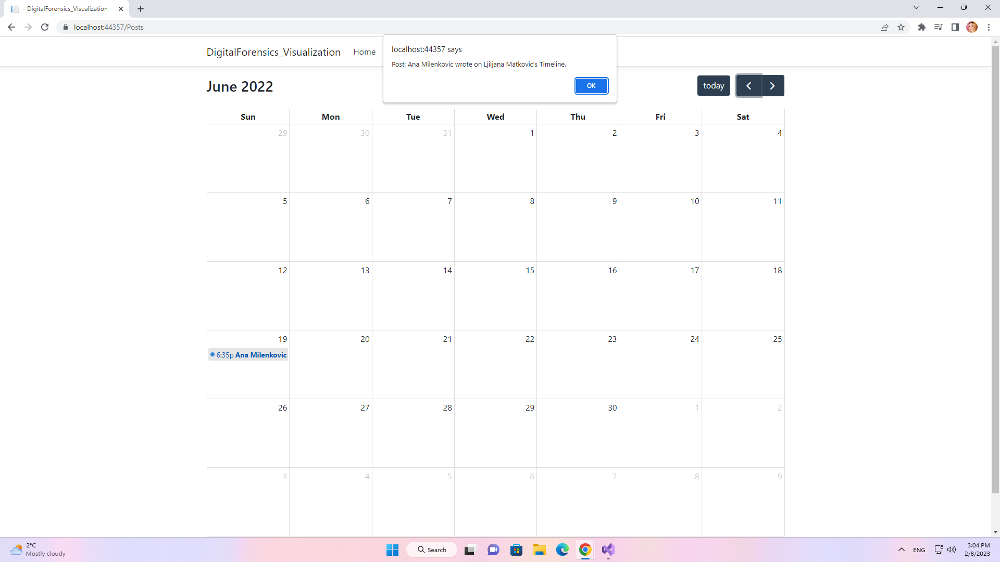 - DigitalForensics_Visualization
localhost:44357/Posts
DigitalForensics_Visualization Home
localhost:44357 says
Post: Ana Milenkovic wrote on Ljiljana Matkovic's Timeline.
OK
June 2022
today
Sun Mon Tue Wed Thu Fri Sat
29 30 31 1 2 3 4
5 6 7 8 9 10 11
12 13 14 15 16 17 18
19 20 21 22 23 24 25
6:35p Ana Milenkovic
26 27 28 29 30 1 2
3 4 5 6 7 8 9
2°C
Mostly cloudy
Search
ENG
3:04 PM
2/8/2023